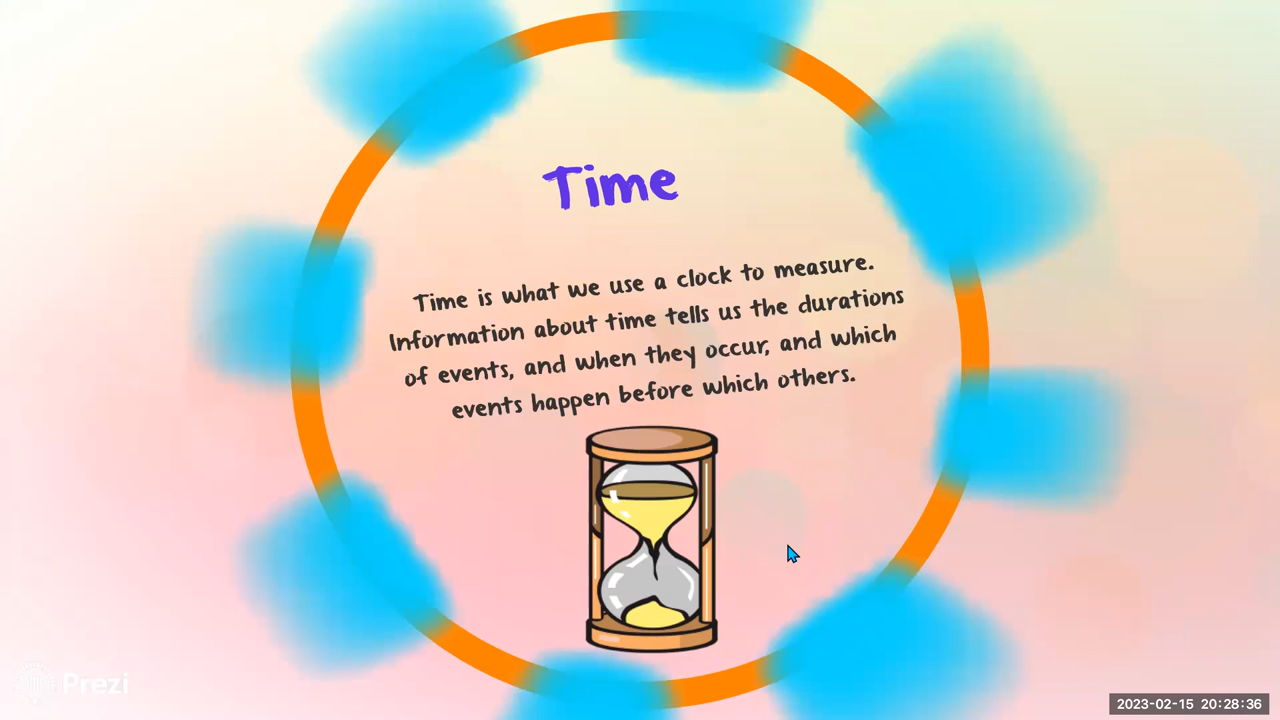 Time
Time is what we use a clock to measure.
Information about time tells us the durations
of events, and when they occur, and which
events happen before which others.
Prezi
2023-02-15 20:28:36